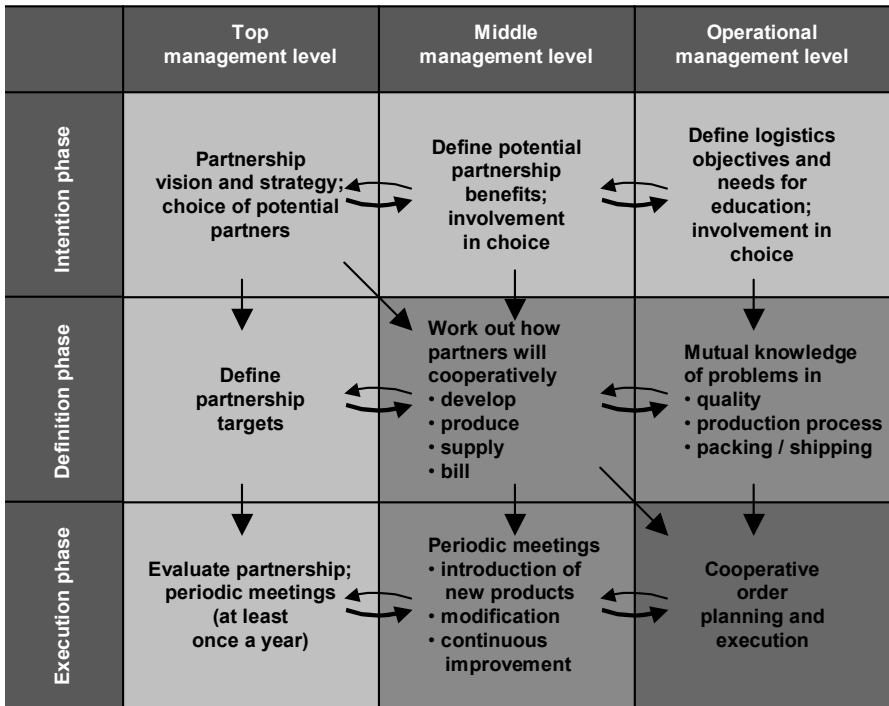 Top
management level
Middle
management level
Operational
management level
Intention phase
Partnership
vision and strategy;
choice of potential
partners
Define potential
partnership
benefits;
involvement
in choice
Define logistics
objectives and
needs for
education;
involvement in
choice
Definition phase
Define
partnership
targets
Work out how
partners will
cooperatively
• develop
• produce
• supply
• bill
Mutual knowledge
of problems in
• quality
• production process
• packing / shipping
Execution phase
Evaluate partnership;
periodic meetings
(at least
once a year)
Periodic meetings
• introduction of
new products
• modification
• continuous
improvement
Cooperative
order
planning and
execution